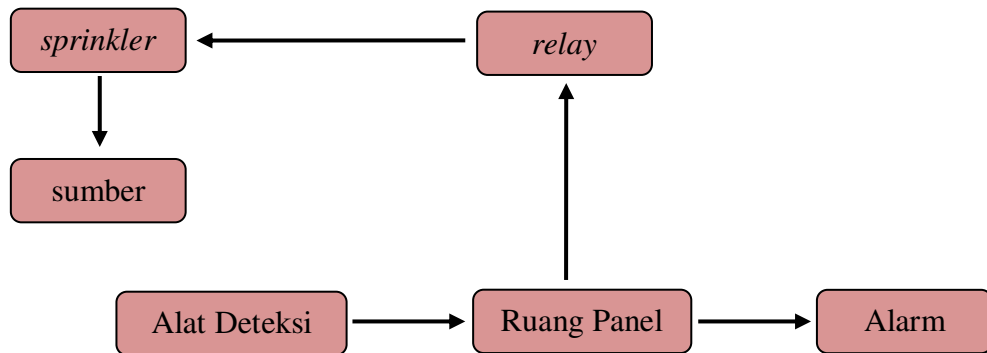 sprinkler
relay
sumber
Alat Deteksi
Ruang Panel
Alarm